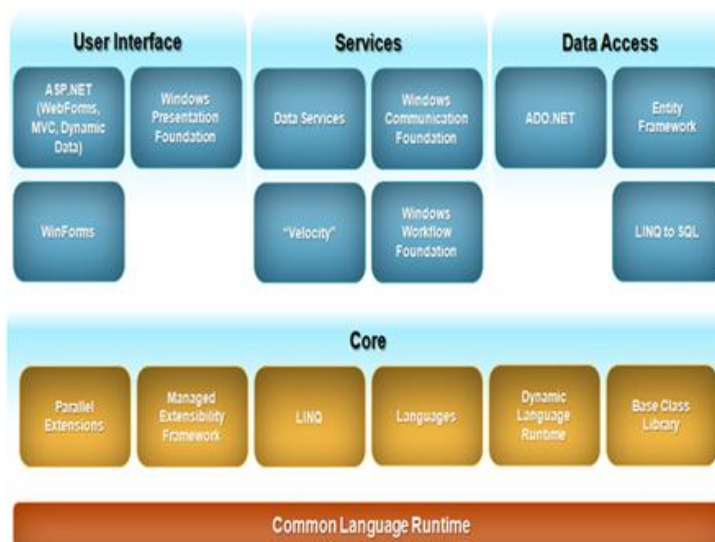 User Interface
Services
Data Access
ASP.NET
(WebForms,
MVC, Dynamic
Data)
Windows
Presentation
Foundation
Data Services
Windows
Communication
Foundation
ADO.NET
Entity
Framework
WinForms
"Velocity"
Windows
Workflow
Foundation
LINQ to SQL
Core
Parallel
Extensions
Managed
Extensibility
Framework
LINQ
Languages
Dynamic
Language
Runtime
Base Class
Library
Common Language Runtime